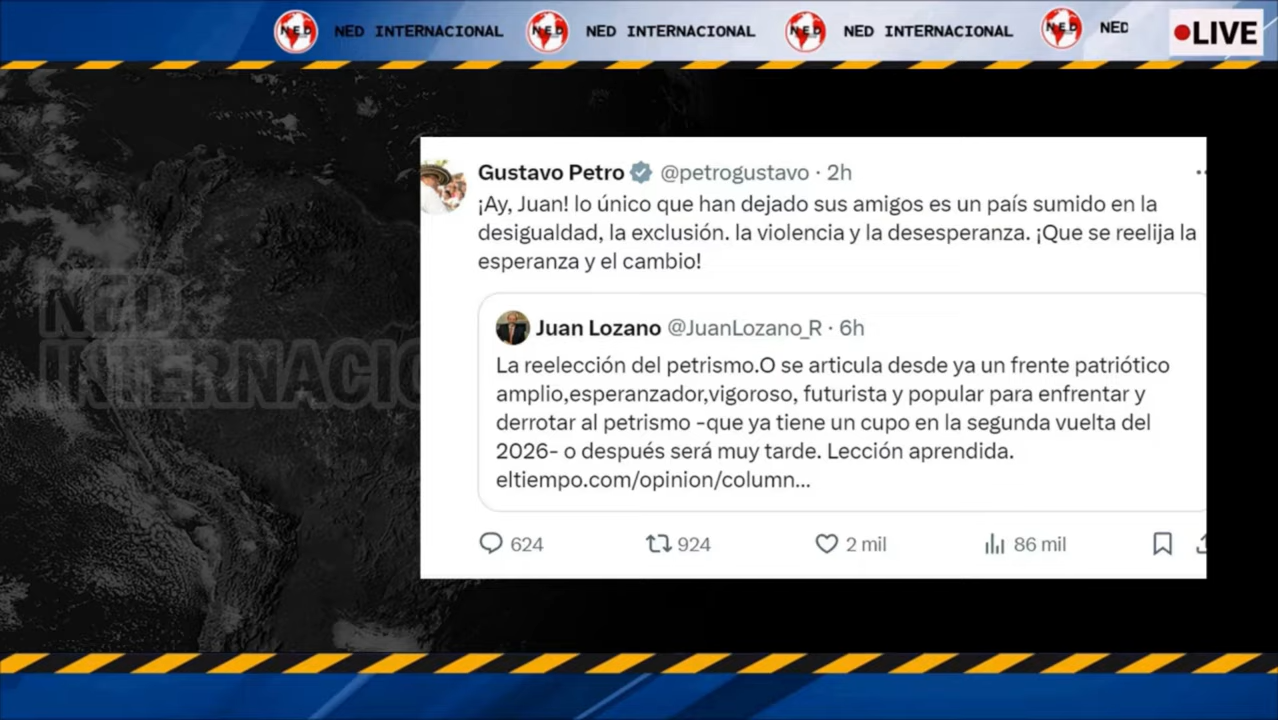 NED NED INTERNACIONAL NED NED INTERNACIONAL NED NED INTERNACIONAL NED NED
LIVE
NED
INTERNACIO
Gustavo Petro @petrogustavo · 2h
¡Ay, Juan! lo único que han dejado sus amigos es un país sumido en la
desigualdad, la exclusión. la violencia y la desesperanza. ¡Que se reelija la
esperanza y el cambio!
Juan Lozano @JuanLozano_R · 6h
La reelección del petrismo.O se articula desde ya un frente patriótico
amplio,esperanzador,vigoroso, futurista y popular para enfrentar y
derrotar al petrismo -que ya tiene un cupo en la segunda vuelta del
2026- o después será muy tarde. Lección aprendida.
eltiempo.com/opinion/column...
624 924 2 mil 86 mil